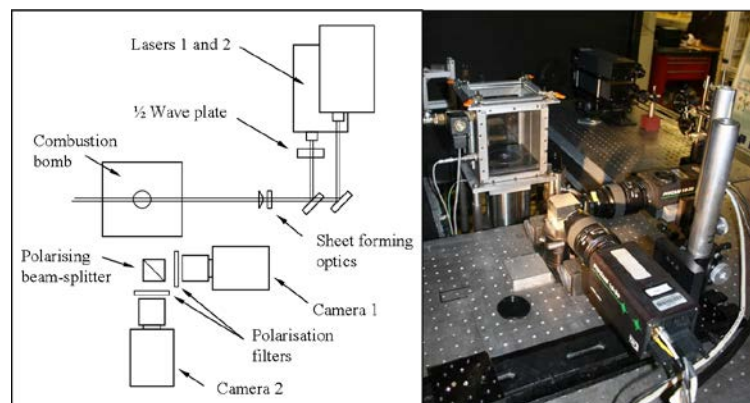 Lasers 1 and 2
½ Wave plate
Combustion
bomb
Sheet forming
optics
Polarising
beam-splitter
Camera 1
Polarisation
filters
Camera 2